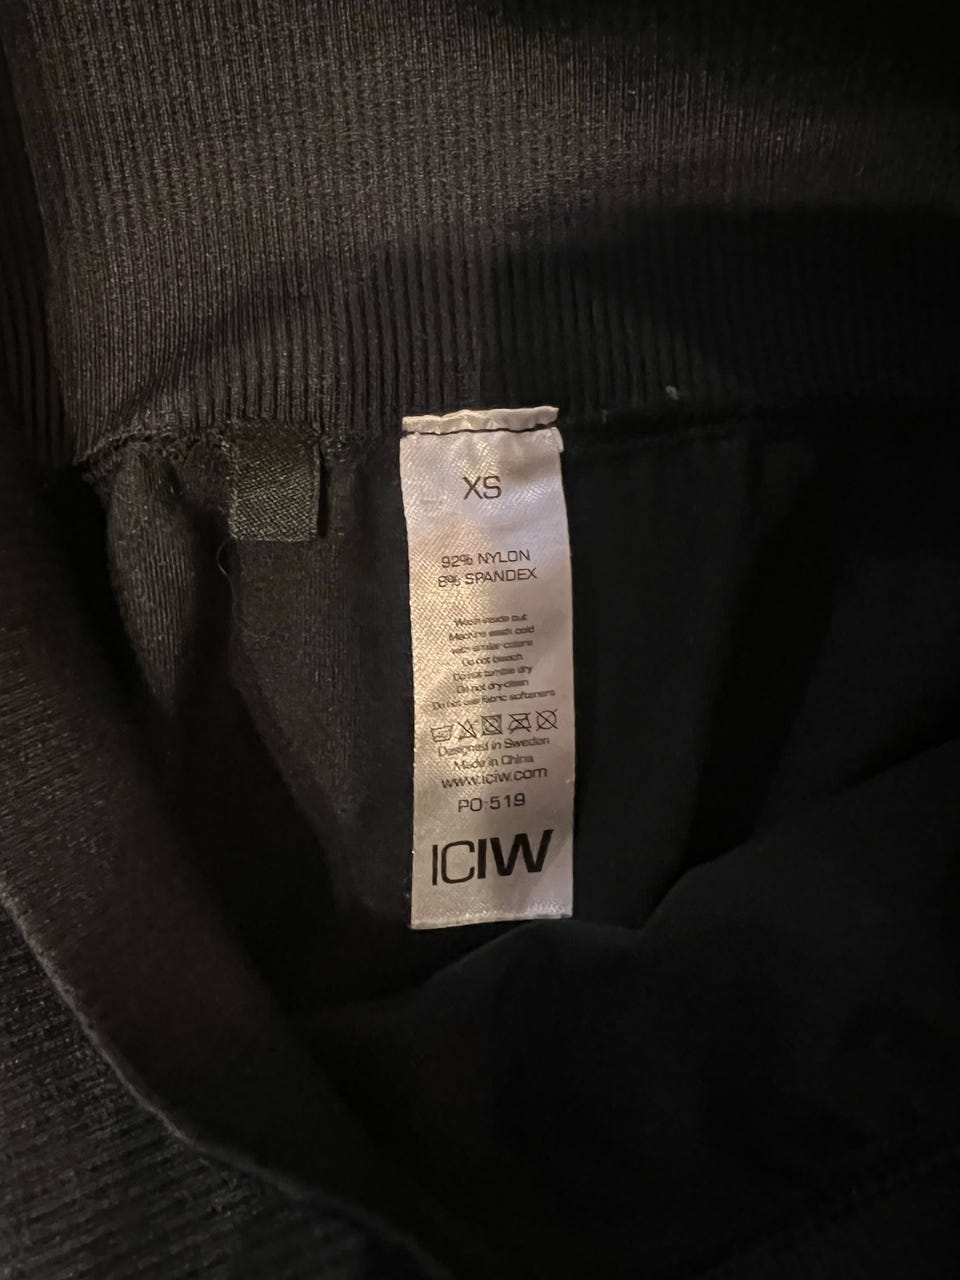 XS
92% NYLON
8% SPANDEX
Wash inside out
Machine wash cold
with similar colors
Do not bleach
Do not tumble dry
Do not dry-clean
Do not use fabric softeners
Designed in Sweden
Made in China
www.iciw.com
PO:519
ICIW